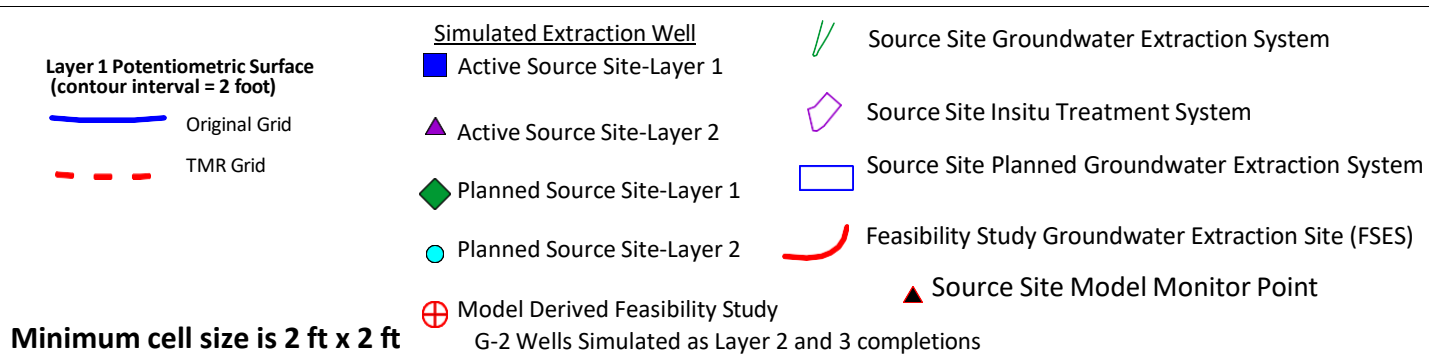 Layer 1 Potentiometric Surface
(contour interval = 2 foot)
Original Grid
TMR Grid
Minimum cell size is 2 ft x 2 ft
Simulated Extraction Well
Active Source Site-Layer 1
Active Source Site-Layer 2
Planned Source Site-Layer 1
Planned Source Site-Layer 2
Model Derived Feasibility Study
G-2 Wells Simulated as Layer 2 and 3 completions
Source Site Groundwater Extraction System
Source Site Insitu Treatment System
Source Site Planned Groundwater Extraction System
Feasibility Study Groundwater Extraction Site (FSES)
Source Site Model Monitor Point